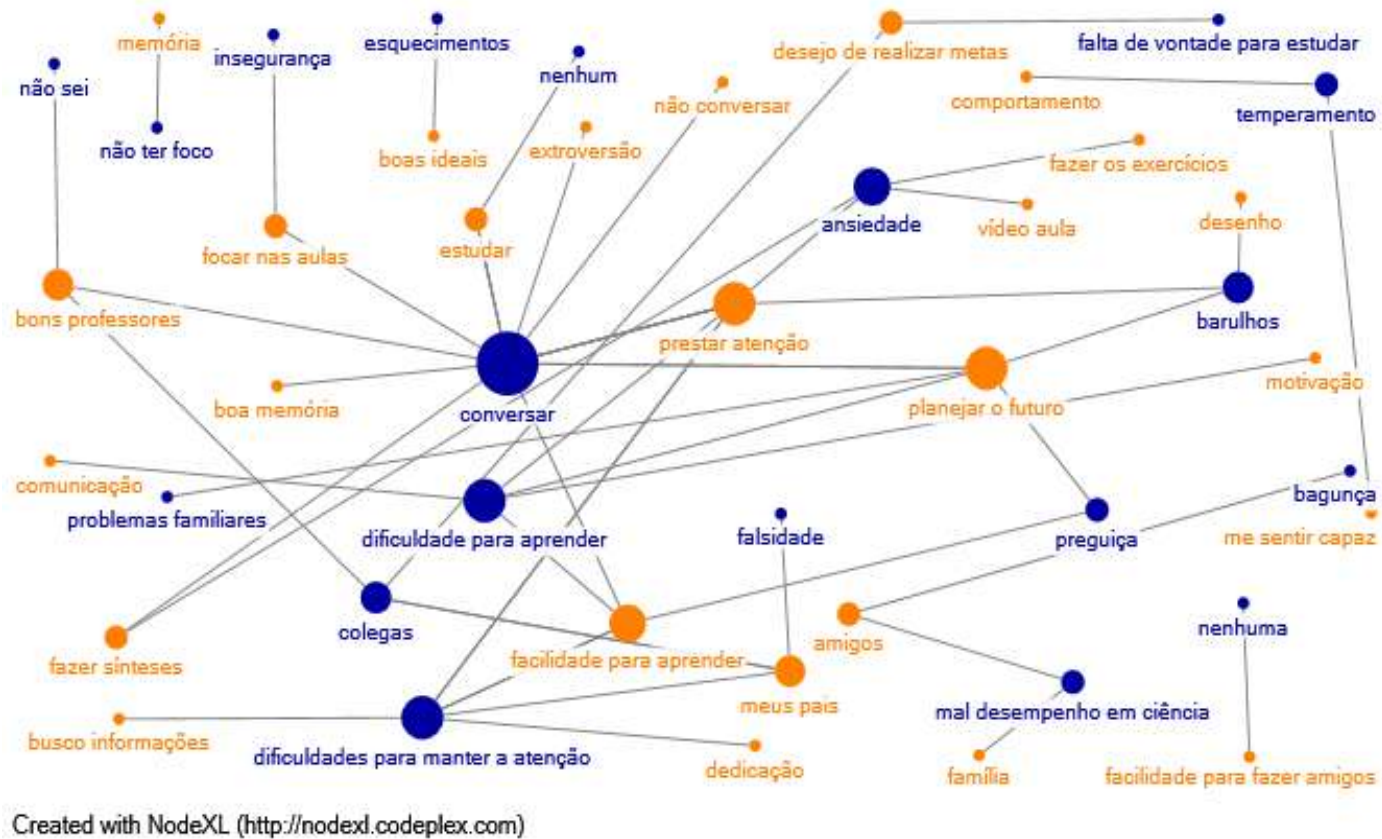 memória
esquecimentos
insegurança
desejo de realizar metas
falta de vontade para estudar
não sei
nenhum
não conversar
comportamento
temperamento
não ter foco
boas ideais
extroversão
fazer os exercícios
ansiedade
vídeo aula
desenho
focar nas aulas
estudar
bons professores
prestar atenção
barulhos
boa memória
conversar
planejar o futuro
motivação
comunicação
problemas familiares
dificuldade para aprender
falsidade
preguiça
bagunça
me sentir capaz
colegas
fazer sínteses
facilidade para aprender
amigos
nenhuma
meus pais
mal desempenho em ciência
busco informações
dificuldades para manter a atenção
dedicação
família
facilidade para fazer amigos
Created with NodeXL (http://nodexl.codeplex.com)